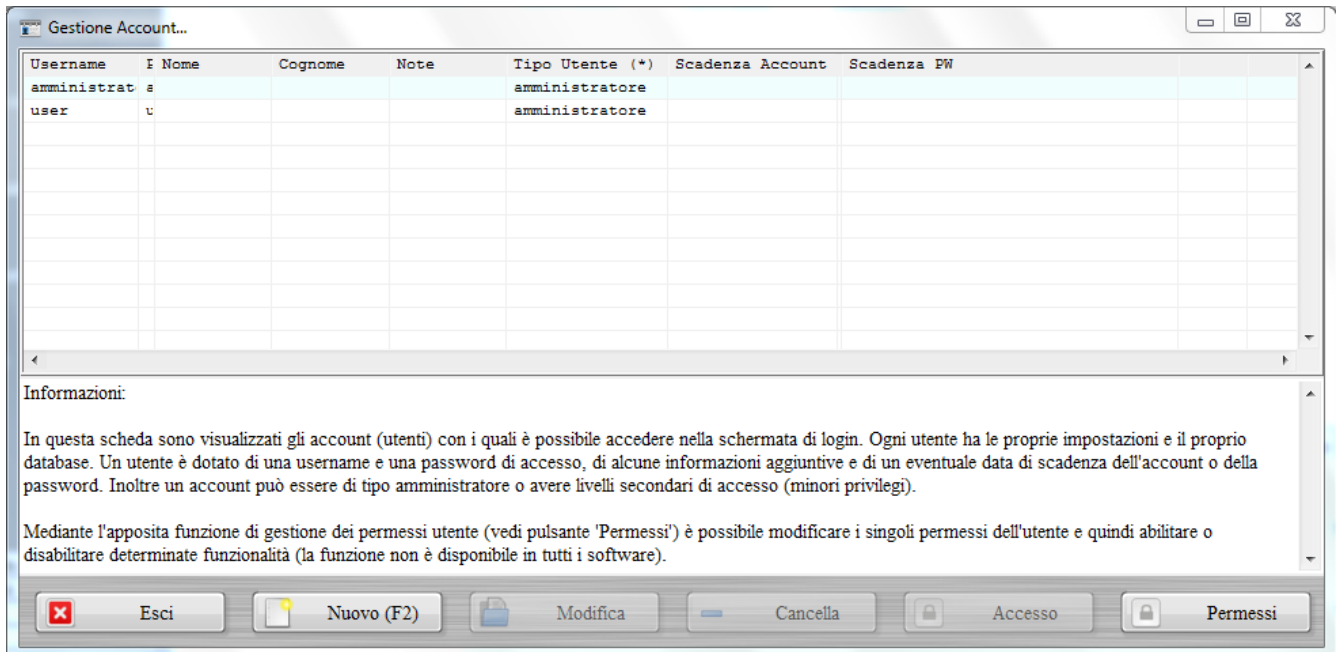 Gestione Account...
Username Nome Cognome Note Tipo Utente (*) Scadenza Account Scadenza PW
amministrat a amministratore
user u amministratore
Informazioni:
In questa scheda sono visualizzati gli account (utenti) con i quali è possibile accedere nella schermata di login. Ogni utente ha le proprie impostazioni e il proprio
database. Un utente è dotato di una username e una password di accesso, di alcune informazioni aggiuntive e di un eventuale data di scadenza dell'account o della
password. Inoltre un account può essere di tipo amministratore o avere livelli secondari di accesso (minori privilegi).
Mediante l'apposita funzione di gestione dei permessi utente (vedi pulsante 'Permessi') è possibile modificare i singoli permessi dell'utente e quindi abilitare o
disabilitare determinate funzionalità (la funzione non è disponibile in tutti i software).
Esci Nuovo (F2) Modifica Cancella Accesso Permessi